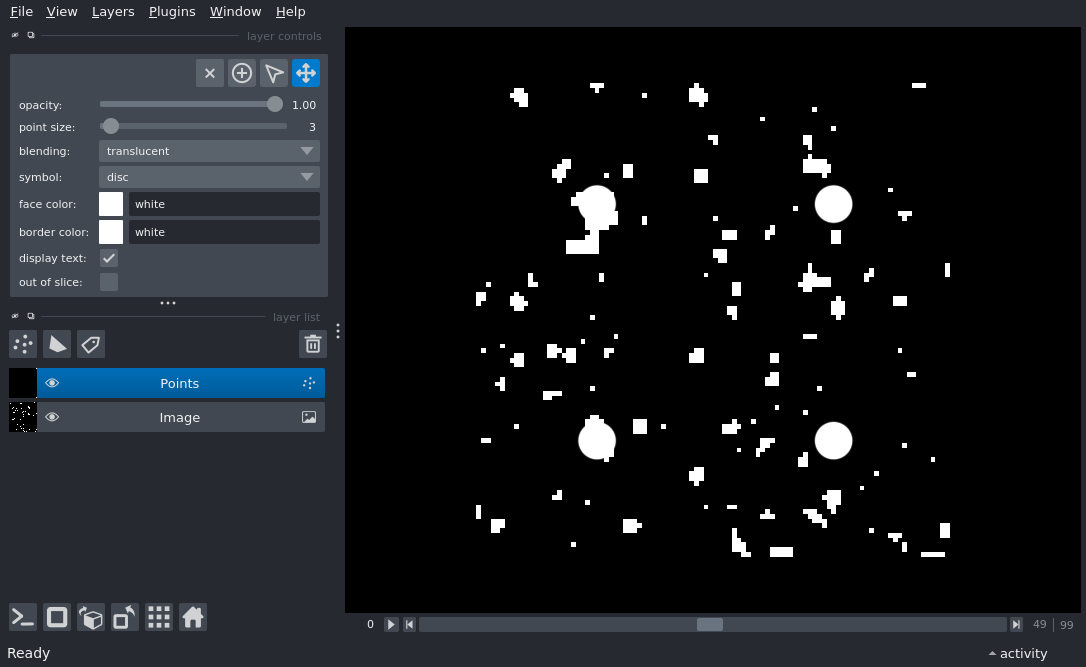 File View Layers Plugins Window Help
layer controls
opacity: 1.00
point size: 3
blending: translucent
symbol: disc
face color: white
border color: white
display text:
out of slice:
layer list
Points
Image
0 49 | 99
Ready activity